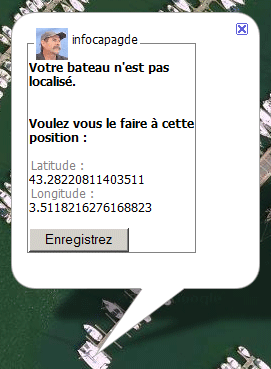 infocapagde
Votre bateau n'est pas
localisé.
Voulez vous le faire à cette
position :
Latitude :
43.28220811403511
Longitude :
3.5118216276168823
Enregistrez